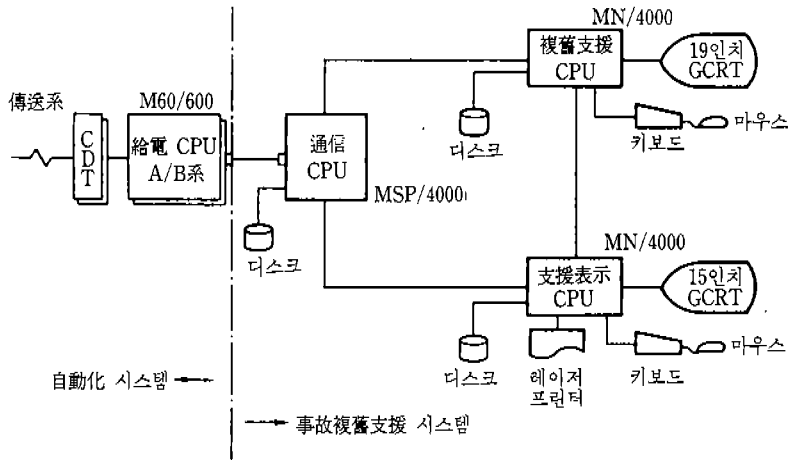 傳送系
CDT
M60/600
給電 CPU
A/B系
通信
CPU
MSP/4000
디스크
MN/4000
複舊支援
CPU
19인치
GCRT
디스크
키보드
마우스
MN/4000
支援表示
CPU
15인치
GCRT
디스크
레이저
프린터
키보드
마우스
自動化 시스템
事故複舊支援 시스템